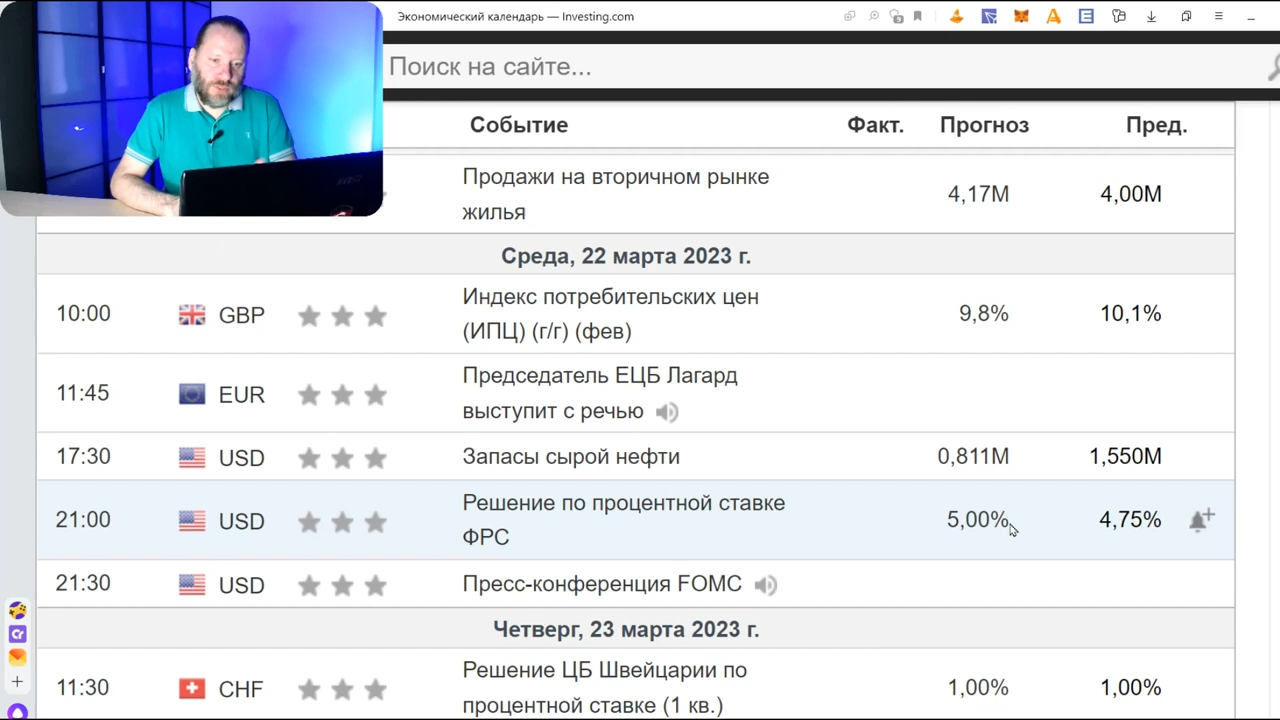 Экономический календарь — Investing.com
Поиск на сайте...
Событие Факт. Прогноз Пред.
Продажи на вторичном рынке
жилья
4,17M 4,00M
Среда, 22 марта 2023 г.
10:00 GBP Индекс потребительских цен
(ИПЦ) (г/г) (фев)
9,8% 10,1%
11:45 EUR Председатель ЕЦБ Лагард
выступит с речью
17:30 USD Запасы сырой нефти 0,811M 1,550M
21:00 USD Решение по процентной ставке
ФРС
5,00% 4,75%
21:30 USD Пресс-конференция FOMC
Четверг, 23 марта 2023 г.
11:30 CHF Решение ЦБ Швейцарии по
процентной ставке (1 кв.)
1,00% 1,00%